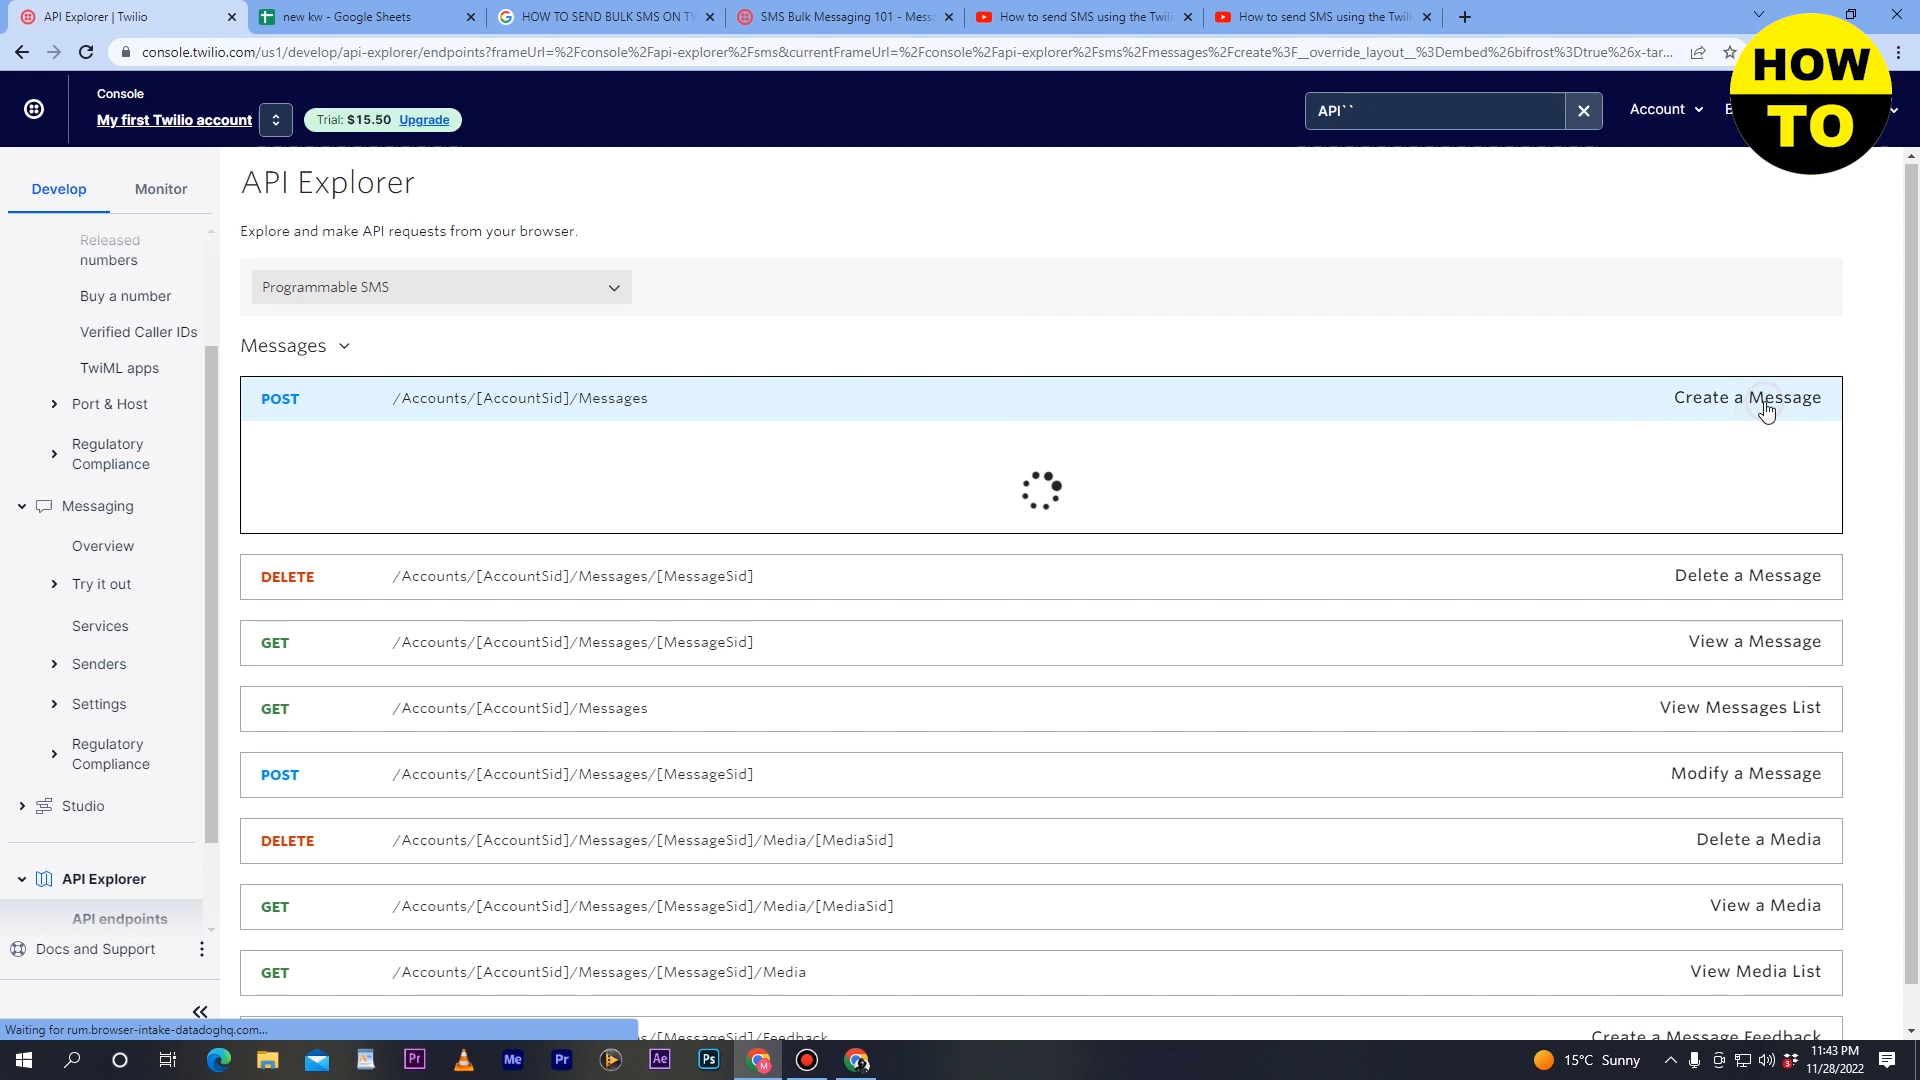 API Explorer | Twilio
new kw - Google Sheets
HOW TO SEND BULK SMS ON TV
SMS Bulk Messaging 101 - Mess
How to send SMS using the Twili
How to send SMS using the Twili
console.twilio.com/us1/develop/api-explorer/endpoints?frameUrl=%2Fconsole%2Fapi-explorer%2Fsms&currentFrameUrl=%2Fconsole%2Fapi-explorer%2Fsms%2Fmessages%2Fcreate%3F__override_layout__%3Dembed%26bifrost%3Dtrue%26x-tar...
HOW
TO
Console
My first Twilio account
Trial: $15.50 Upgrade
API``
Account
Develop
Monitor
Released
numbers
Buy a number
Verified Caller IDs
TwiML apps
Port & Host
Regulatory
Compliance
Messaging
Overview
Try it out
Services
Senders
Settings
Regulatory
Compliance
Studio
API Explorer
API endpoints
Docs and Support
API Explorer
Explore and make API requests from your browser.
Programmable SMS
Messages
POST /Accounts/[AccountSid]/Messages Create a Message
DELETE /Accounts/[AccountSid]/Messages/[MessageSid] Delete a Message
GET /Accounts/[AccountSid]/Messages/[MessageSid] View a Message
GET /Accounts/[AccountSid]/Messages View Messages List
POST /Accounts/[AccountSid]/Messages/[MessageSid] Modify a Message
DELETE /Accounts/[AccountSid]/Messages/[MessageSid]/Media/[MediaSid] Delete a Media
GET /Accounts/[AccountSid]/Messages/[MessageSid]/Media/[MediaSid] View a Media
GET /Accounts/[AccountSid]/Messages/[MessageSid]/Media View Media List
s/[MessageSid]/Feedback Create a Message Feedback
Waiting for rum.browser-intake-datadoghq.com...
15°C Sunny
11:43 PM
11/28/2022